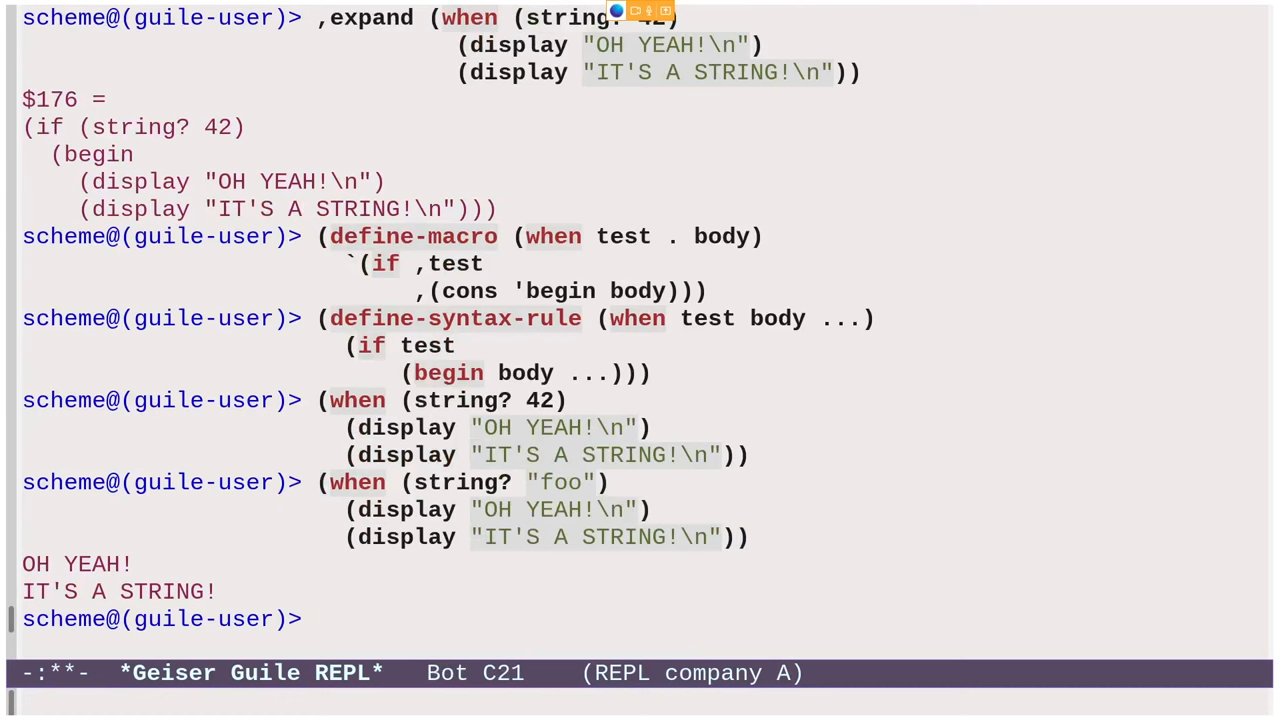 scheme@(guile-user)> ,expand (when (string? 42)
(display "OH YEAH!\n")
(display "IT'S A STRING!\n"))
$176 =
(if (string? 42)
  (begin
    (display "OH YEAH!\n")
    (display "IT'S A STRING!\n")))
scheme@(guile-user)> (define-macro (when test . body)
`(if ,test
,(cons 'begin body)))
scheme@(guile-user)> (define-syntax-rule (when test body ...)
(if test
(begin body ...)))
scheme@(guile-user)> (when (string? 42)
(display "OH YEAH!\n")
(display "IT'S A STRING!\n"))
scheme@(guile-user)> (when (string? "foo")
(display "OH YEAH!\n")
(display "IT'S A STRING!\n"))
OH YEAH!
IT'S A STRING!
scheme@(guile-user)>
-:**-  *Geiser Guile REPL*   Bot C21    (REPL company A)